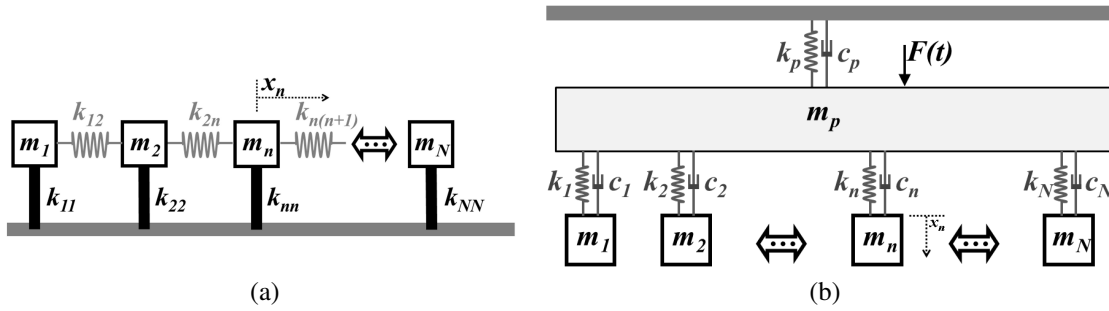 x_n
k_12 k_2n k_n(n+1)
m_1 m_2 m_n m_N
k_11 k_22 k_nn k_NN
(a)
k_p c_p F(t)
m_p
k_1 c_1 k_2 c_2 k_n c_n k_N c_N
x_n
m_1 m_2 m_n m_N
(b)